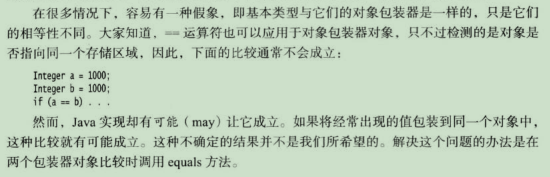 在很多情况下，容易有一种假象，即基本类型与它们的对象包装器是一样的，只是它们
的相等性不同。大家知道，== 运算符也可以应用于对象包装器对象，只不过检测的是对象是
否指向同一个存储区域，因此，下面的比较通常不会成立：
Integer a = 1000;
Integer b = 1000;
if (a == b) . . .
然而，Java 实现却有可能（may）让它成立。如果将经常出现的值包装到同一个对象中，
这种比较就有可能成立。这种不确定的结果并不是我们所希望的。解决这个问题的办法是在
两个包装器对象比较时调用 equals 方法。